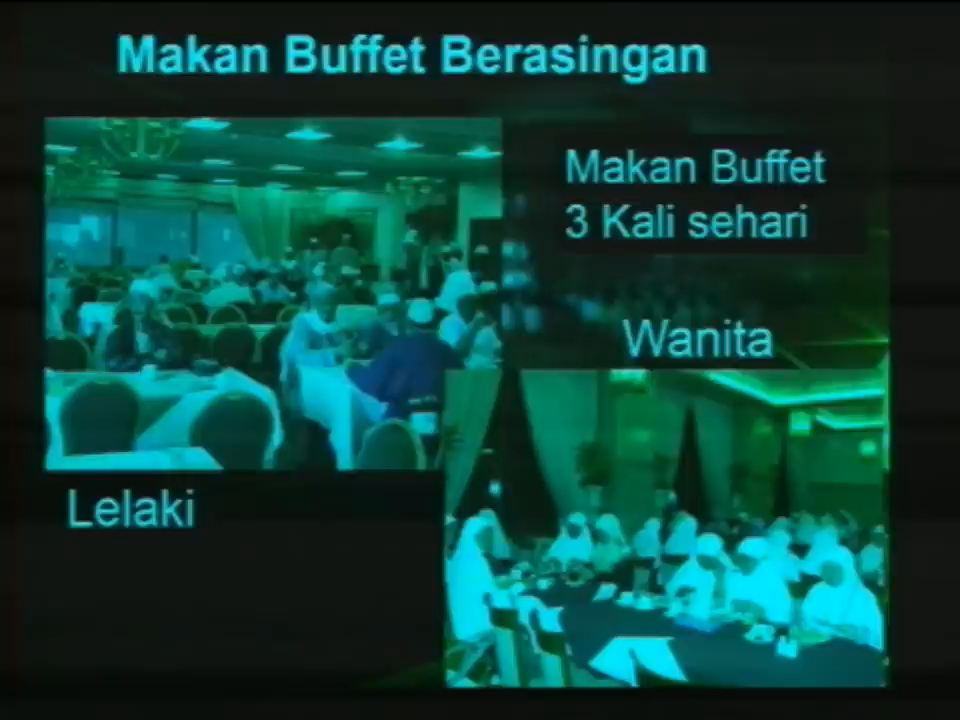 Makan Buffet Berasingan
Makan Buffet
3 Kali sehari
Wanita
Lelaki